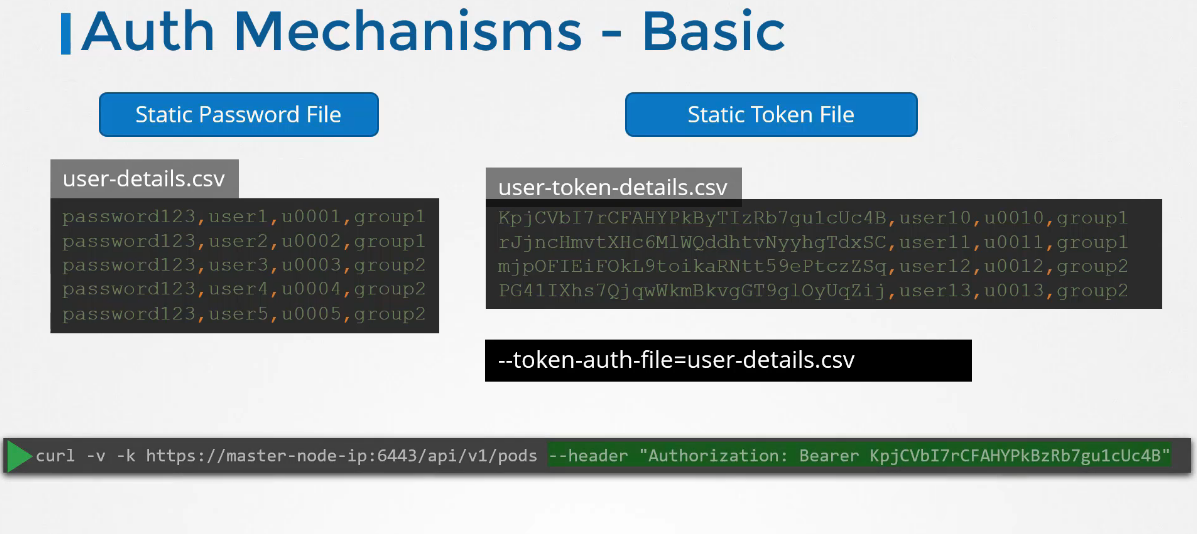 Auth Mechanisms - Basic
Static Password File
user-details.csv
password123,user1,u0001,group1
password123,user2,u0002,group1
password123,user3,u0003,group2
password123,user4,u0004,group2
password123,user5,u0005,group2
Static Token File
user-token-details.csv
KpjCVbI7rCFAHYPkByTIzRb7gu1cUc4B,user10,u0010,group1
rJjncHmvtXHc6MlWQddhtvNyyhgTdxSC,user11,u0011,group1
mjpOFIEiFOkL9toikaRNtt59ePtczZSq,user12,u0012,group2
PG41IXhs7QjqwWkmBkvgGT9glOyUqZij,user13,u0013,group2
--token-auth-file=user-details.csv
curl -v -k https://master-node-ip:6443/api/v1/pods --header "Authorization: Bearer KpjCVbI7rCFAHYPkBzRb7gu1cUc4B"